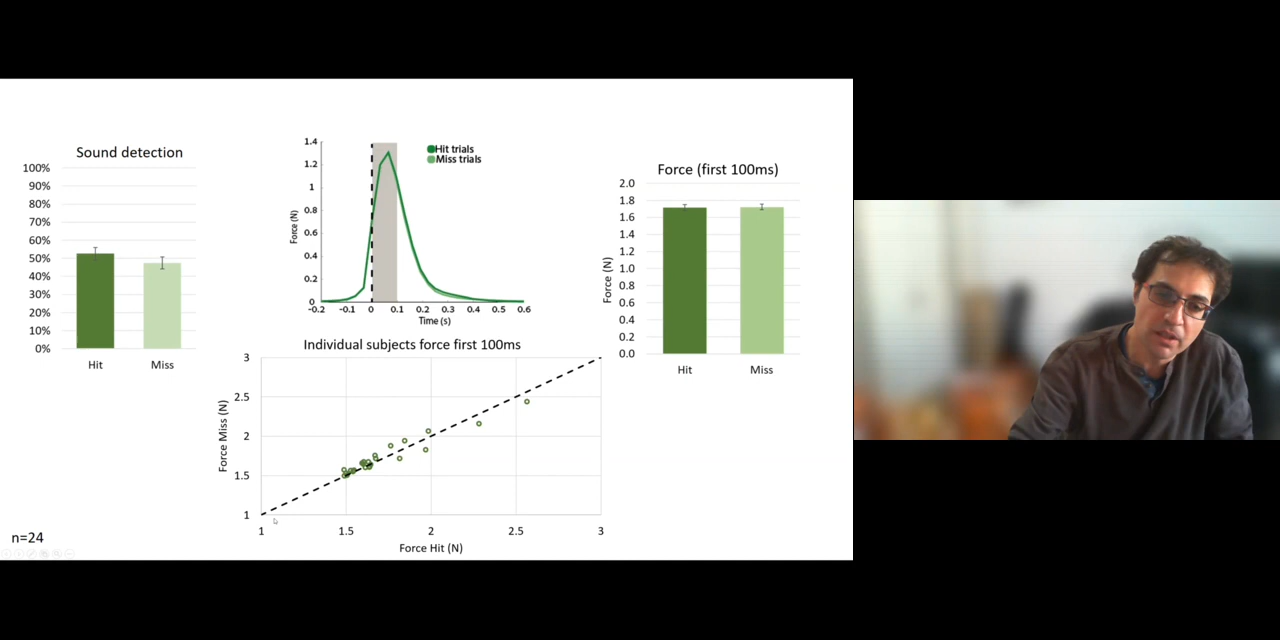 Sound detection
100%
90%
80%
70%
60%
50%
40%
30%
20%
10%
0%
Hit Miss
1.4
1.2
1
0.8
0.6
0.4
0.2
0
Force (N)
-0.2 -0.1 0 0.1 0.2 0.3 0.4 0.5 0.6
Time (s)
Hit trials
Miss trials
Force (first 100ms)
2.0
1.8
1.6
1.4
1.2
1.0
0.8
0.6
0.4
0.2
0.0
Force (N)
Hit Miss
Individual subjects force first 100ms
3
2.5
2
1.5
1
Force Miss (N)
1 1.5 2 2.5 3
Force Hit (N)
n=24